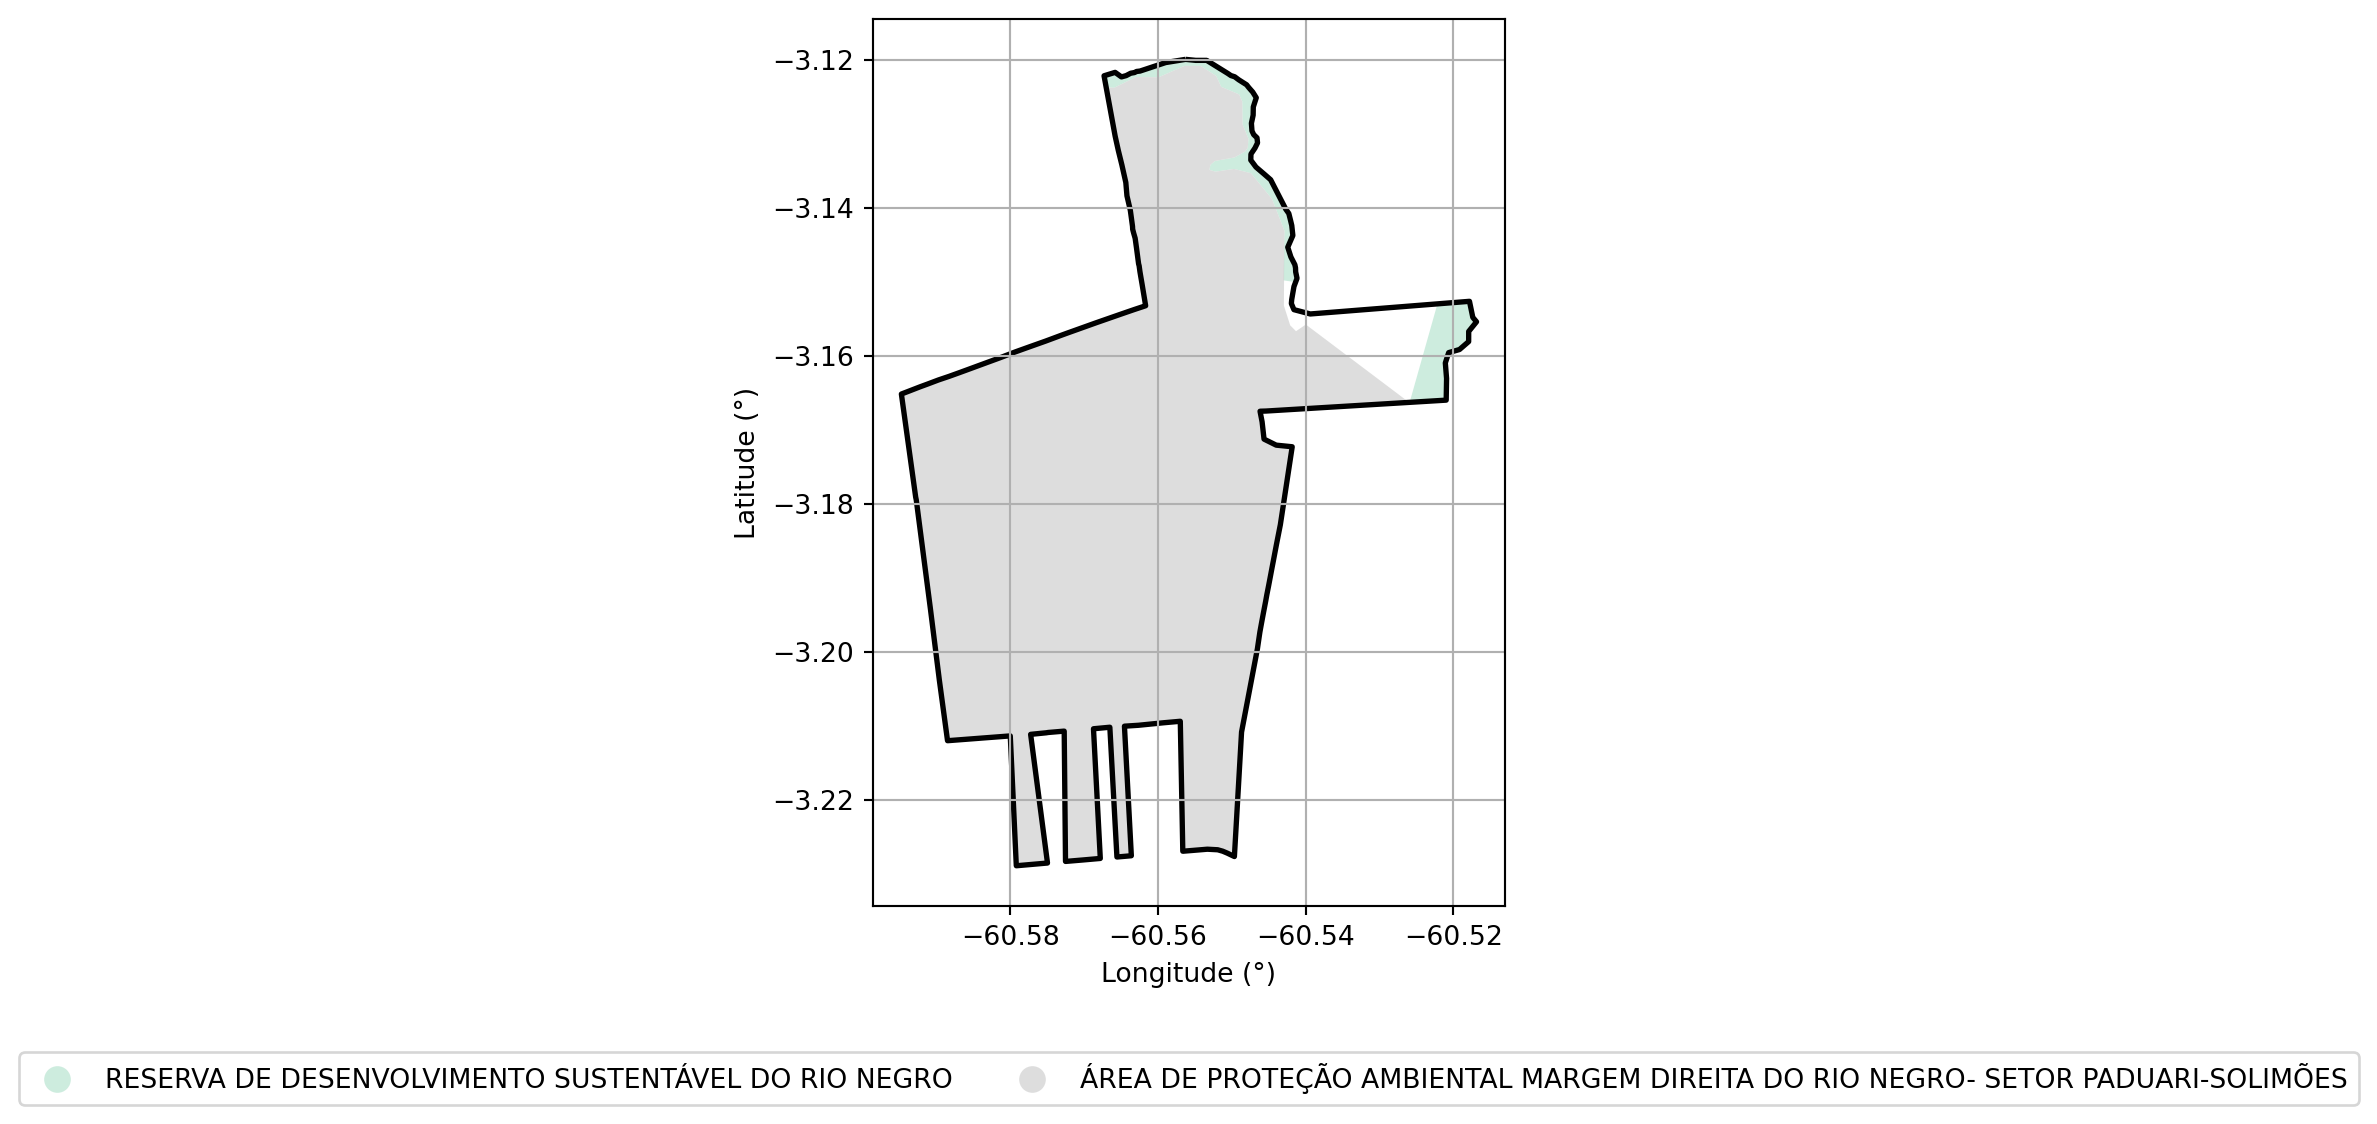 −3.12
−3.14
−3.16
−3.18
−3.20
−3.22
Latitude (°)
−60.58 −60.56 −60.54 −60.52
Longitude (°)
RESERVA DE DESENVOLVIMENTO SUSTENTÁVEL DO RIO NEGRO ÁREA DE PROTEÇÃO AMBIENTAL MARGEM DIREITA DO RIO NEGRO- SETOR PADUARI-SOLIMÕES